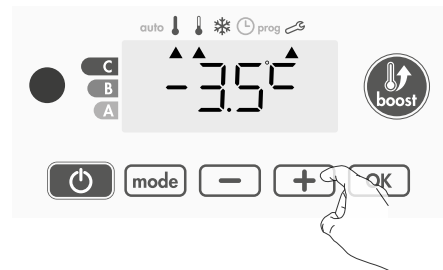 auto prog
C
B
A
-3.5°C
boost
mode − + OK